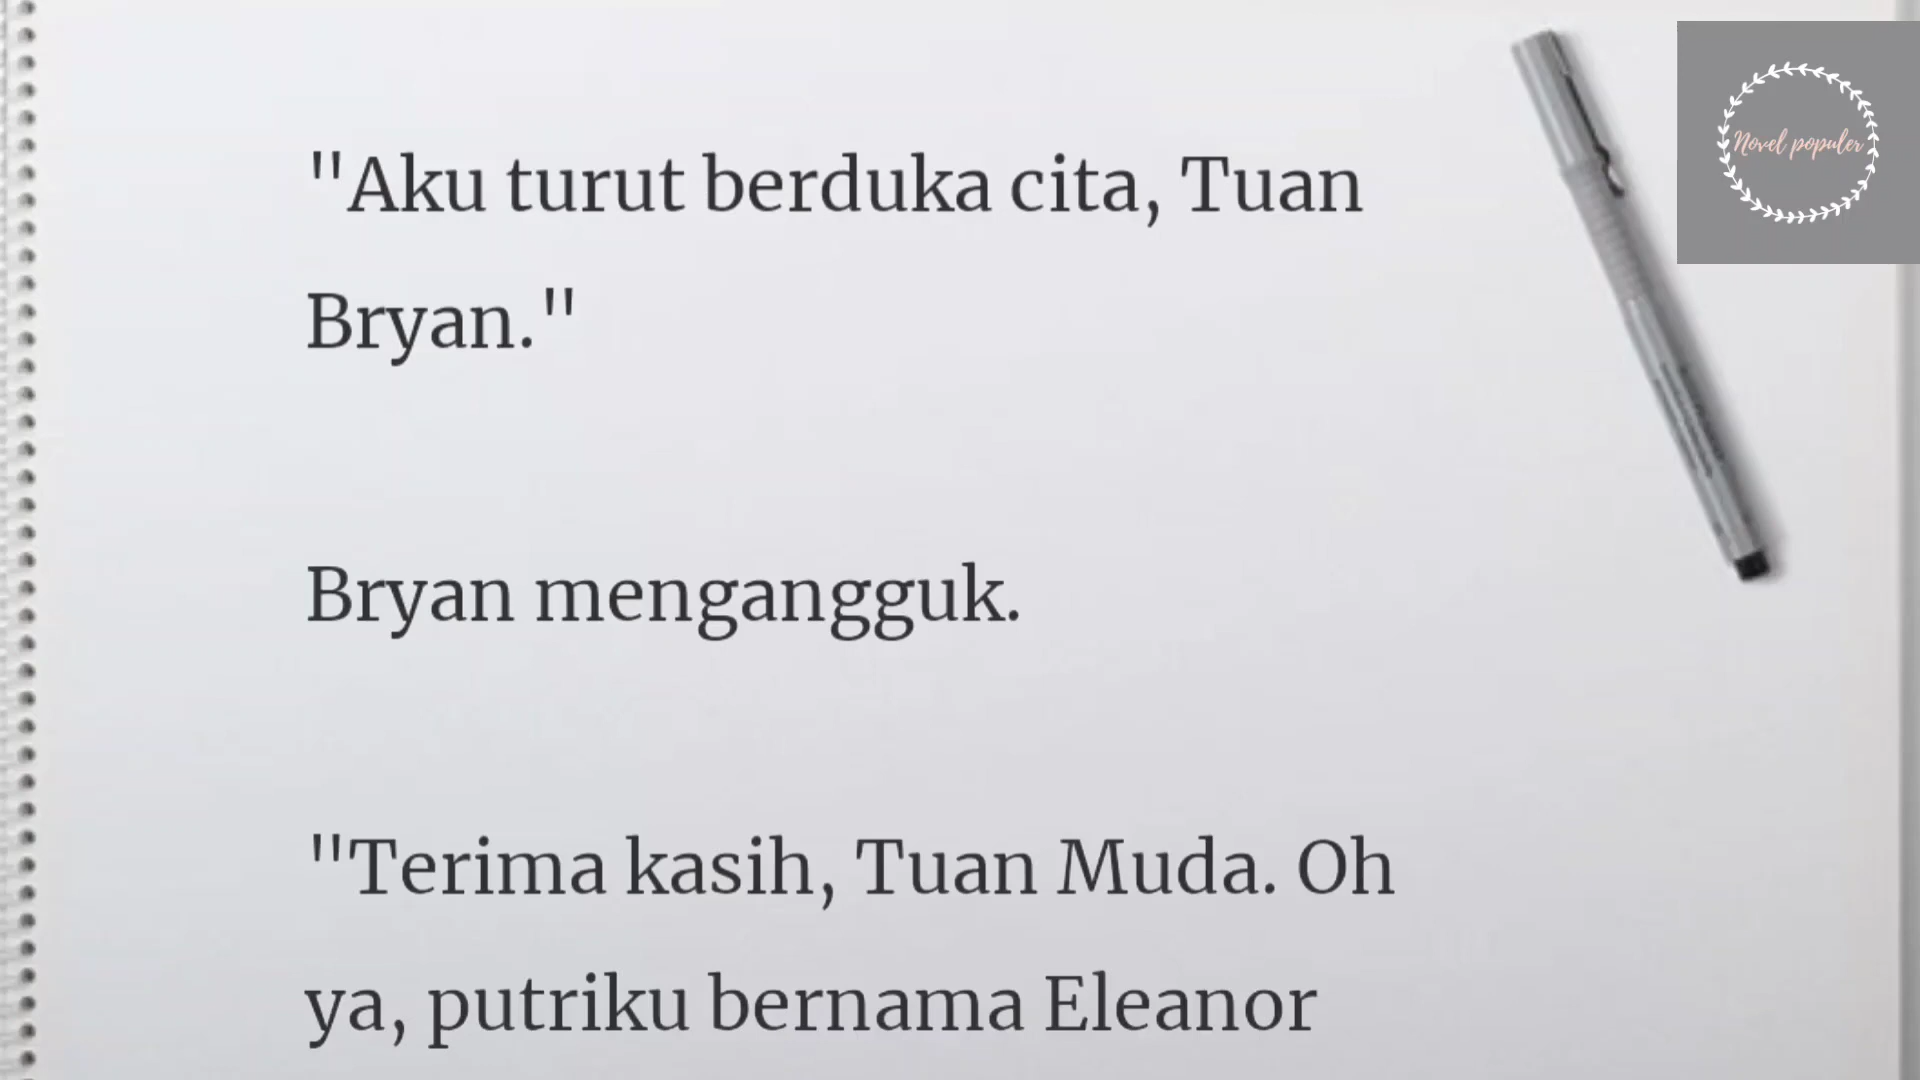 "Aku turut berduka cita, Tuan
Bryan."
Bryan mengangguk.
"Terima kasih, Tuan Muda. Oh
ya, putriku bernama Eleanor
Novel populer